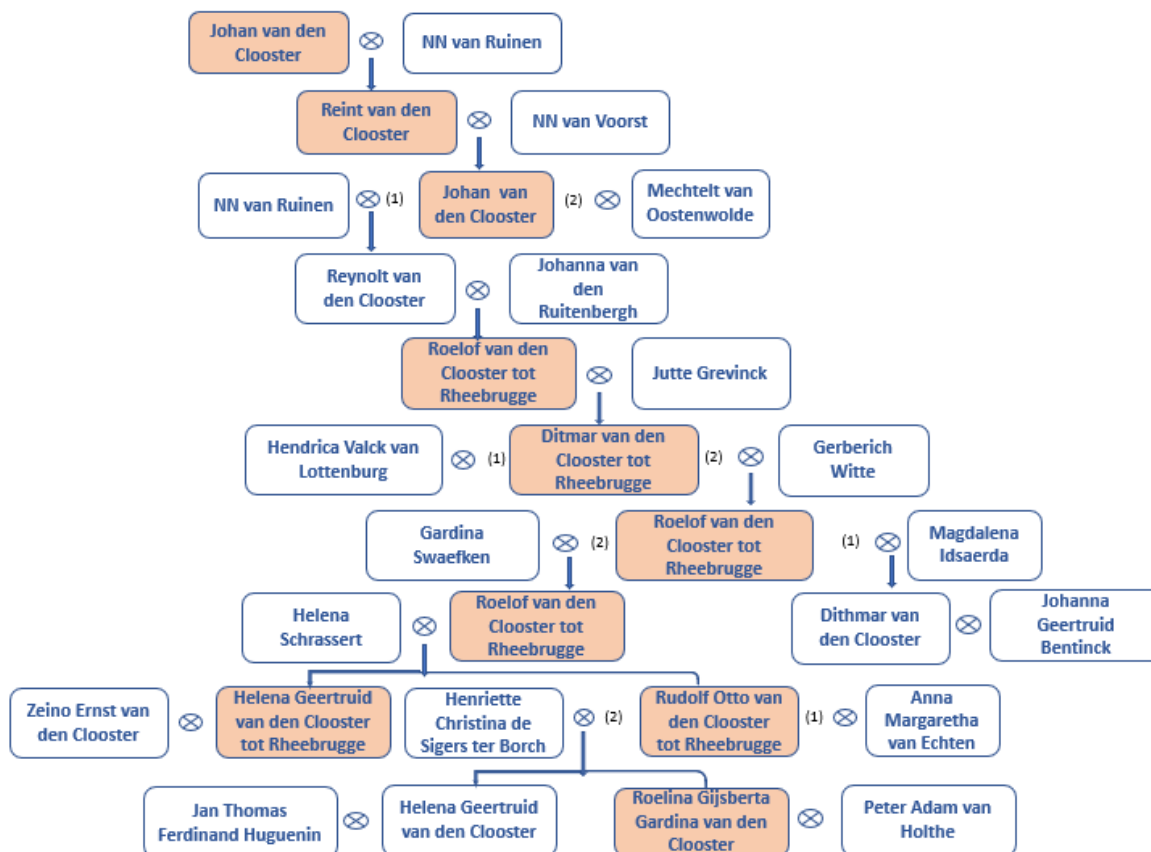 Johan van den
Clooster
NN van Ruinen
Reint van den
Clooster
NN van Voorst
NN van Ruinen
(1)
Johan van
den Clooster
(2)
Mechtelt van
Oostenwolde
Reynolt van
den Clooster
Johanna van
den
Ruitenbergh
Roelof van den
Clooster tot
Rheebrugge
Jutte Grevinck
Hendrica Valck van
Lottenburg
(1)
Ditmar van den
Clooster tot
Rheebrugge
(2)
Gerberich
Witte
Gardina
Swaefken
(2)
Roelof van den
Clooster tot
Rheebrugge
(1)
Magdalena
Idsaerda
Helena
Schrassert
Roelof van den
Clooster tot
Rheebrugge
Dithmar van
den Clooster
Johanna
Geertruid
Bentinck
Zeino Ernst van
den Clooster
Helena Geertruid
van den Clooster
tot Rheebrugge
Henriette
Christina de
Sigers ter Borch
(2)
Rudolf Otto van
den Clooster
tot Rheebrugge
(1)
Anna
Margaretha
van Echten
Jan Thomas
Ferdinand Huguenin
Helena Geertruid
van den Clooster
Roelina Gijsberta
Gardina van den
Clooster
Peter Adam van
Holthe